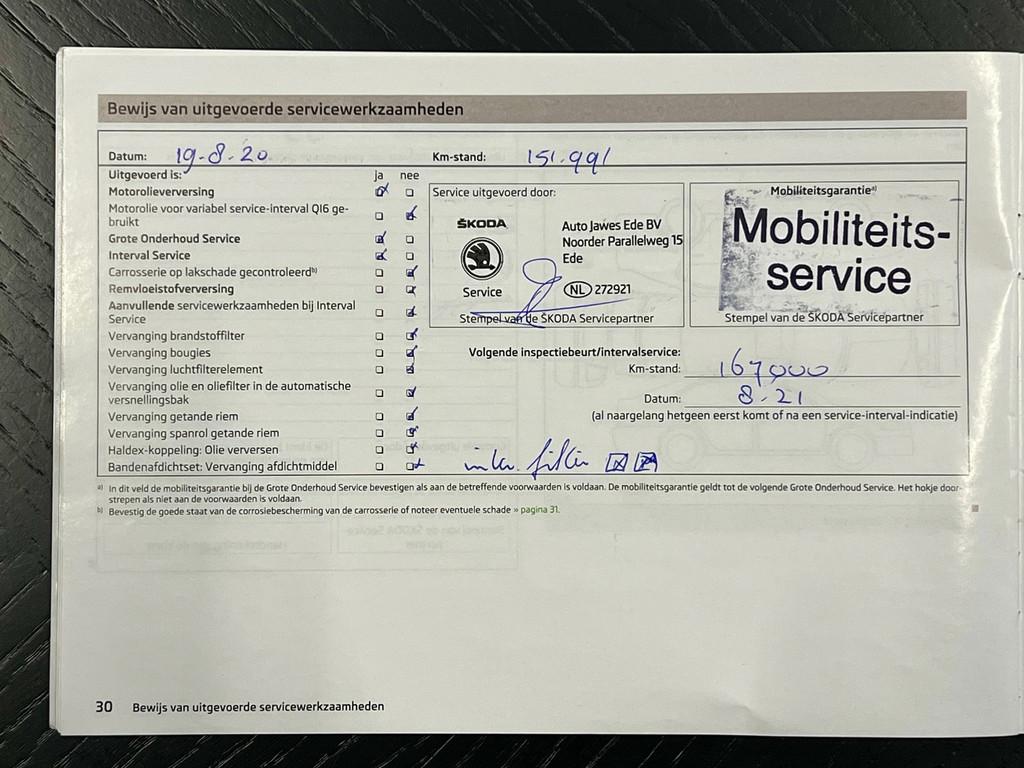 Bewijs van uitgevoerde servicewerkzaamheden
Datum: 19-8-20 Km-stand: 151.991
Uitgevoerd is: ja nee
Motorolieverversing
Motorolie voor variabel service-interval QI6 ge-
bruikt
Grote Onderhoud Service
Interval Service
Carrosserie op lakschade gecontroleerd b)
Remvloeistofverversing
Aanvullende servicewerkzaamheden bij Interval
Service
Vervanging brandstoffilter
Vervanging bougies
Vervanging luchtfilterelement
Vervanging olie en oliefilter in de automatische
versnellingsbak
Vervanging getande riem
Vervanging spanrol getande riem
Haldex-koppeling: Olie verversen
Bandenafdichtset: Vervanging afdichtmiddel
Service uitgevoerd door:
ŠKODA
Service
Auto Jawes Ede BV
Noorder Parallelweg 15
Ede
NL 272921
Stempel van de ŠKODA Servicepartner
Mobiliteitsgarantie a)
Mobiliteits-
service
Stempel van de ŠKODA Servicepartner
Volgende inspectiebeurt/intervalservice:
Km-stand: 167,000
Datum: 8-21
(al naargelang hetgeen eerst komt of na een service-interval-indicatie)
filter
a) In dit veld de mobiliteitsgarantie bij de Grote Onderhoud Service bevestigen als aan de betreffende voorwaarden is voldaan. De mobiliteitsgarantie geldt tot de volgende Grote Onderhoud Service. Het hokje door-
strepen als niet aan de voorwaarden is voldaan.
b) Bevestig de goede staat van de corrosiebescherming van de carrosserie of noteer eventuele schade » pagina 31.
30 Bewijs van uitgevoerde servicewerkzaamheden